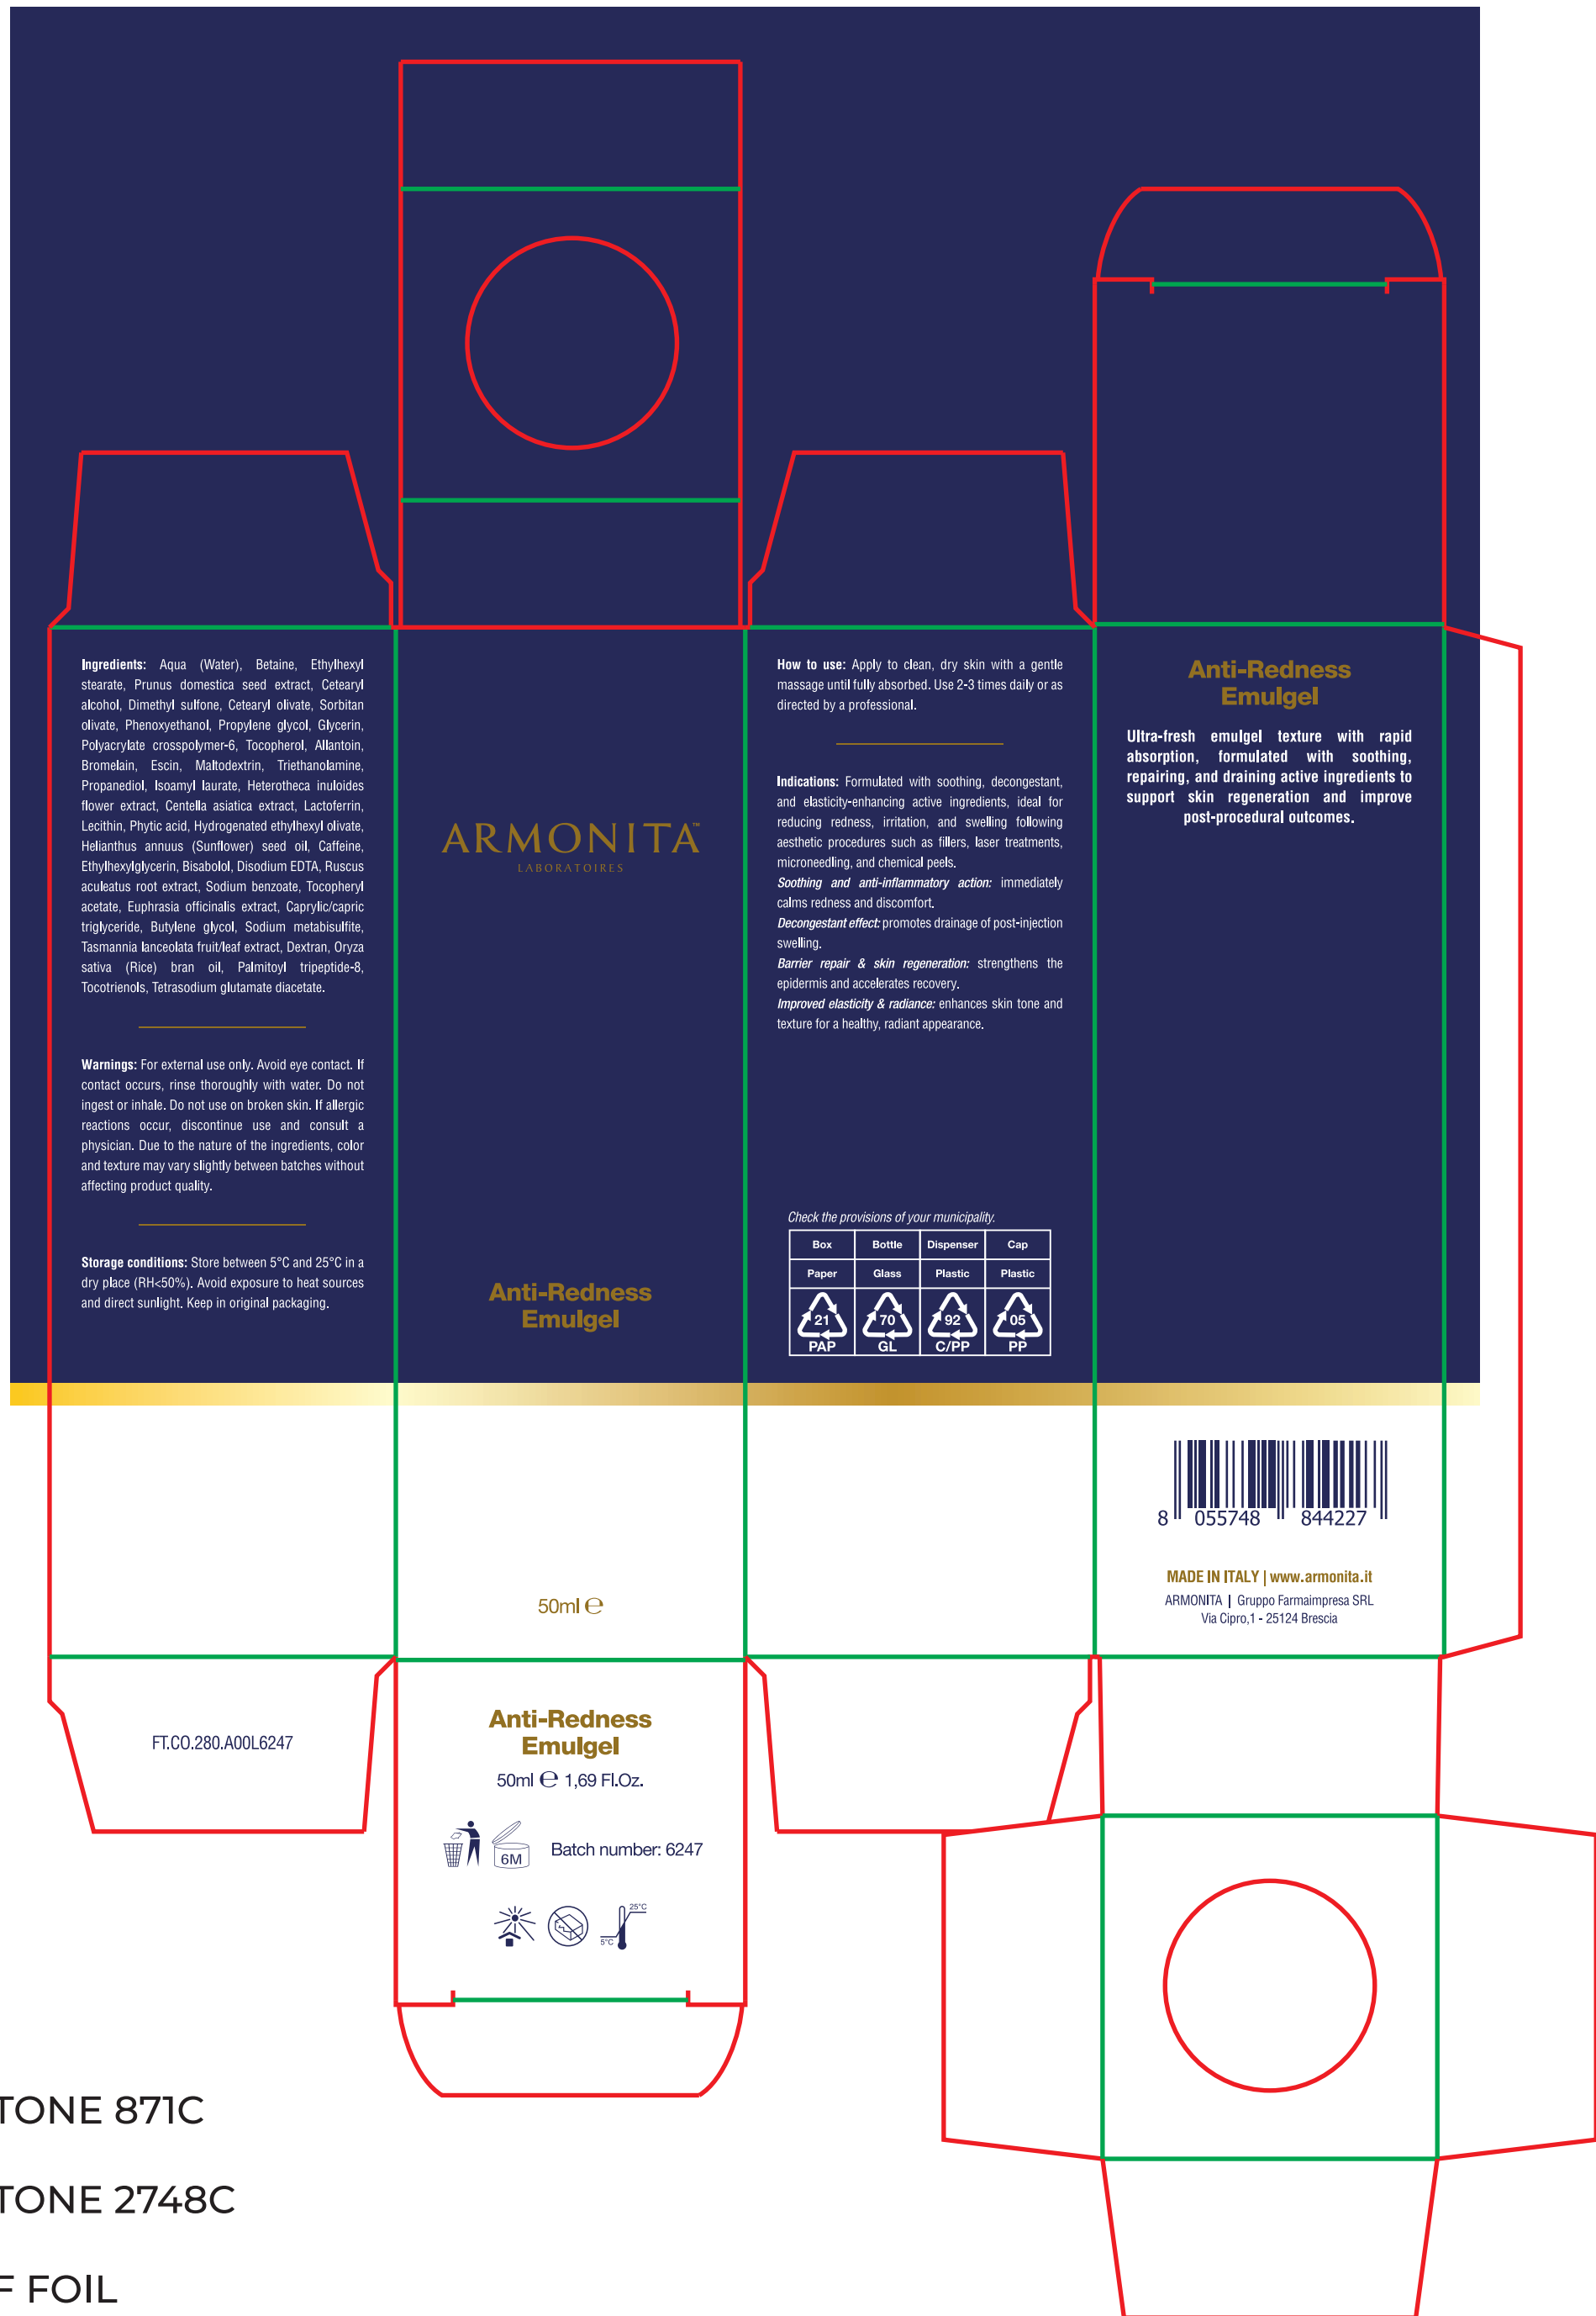 Ingredients: Aqua (Water), Betaine, Ethylhexyl
stearate, Prunus domestica seed extract, Cetearyl
alcohol, Dimethyl sulfone, Cetearyl olivate, Sorbitan
olivate, Phenoxyethanol, Propylene glycol, Glycerin,
Polyacrylate crosspolymer-6, Tocopherol, Allantoin,
Bromelain, Escin, Maltodextrin, Triethanolamine,
Propanediol, Isoamyl laurate, Heterotheca inuloides
flower extract, Centella asiatica extract, Lactoferrin,
Lecithin, Phytic acid, Hydrogenated ethylhexyl olivate,
Helianthus annuus (Sunflower) seed oil, Caffeine,
Ethylhexylglycerin, Bisabolol, Disodium EDTA, Ruscus
aculeatus root extract, Sodium benzoate, Tocopheryl
acetate, Euphrasia officinalis extract, Caprylic/capric
triglyceride, Butylene glycol, Sodium metabisulfite,
Tasmannia lanceolata fruit/leaf extract, Dextran, Oryza
sativa (Rice) bran oil, Palmitoyl tripeptide-8,
Tocotrienols, Tetrasodium glutamate diacetate.
Warnings: For external use only. Avoid eye contact. If
contact occurs, rinse thoroughly with water. Do not
ingest or inhale. Do not use on broken skin. If allergic
reactions occur, discontinue use and consult a
physician. Due to the nature of the ingredients, color
and texture may vary slightly between batches without
affecting product quality.
Storage conditions: Store between 5°C and 25°C in a
dry place (RH<50%). Avoid exposure to heat sources
and direct sunlight. Keep in original packaging.
ARMONITA™
LABORATOIRES
Anti-Redness
Emulgel
50ml ℮
How to use: Apply to clean, dry skin with a gentle
massage until fully absorbed. Use 2-3 times daily or as
directed by a professional.
Indications: Formulated with soothing, decongestant,
and elasticity-enhancing active ingredients, ideal for
reducing redness, irritation, and swelling following
aesthetic procedures such as fillers, laser treatments,
microneedling, and chemical peels.
Soothing and anti-inflammatory action: immediately
calms redness and discomfort.
Decongestant effect: promotes drainage of post-injection
swelling.
Barrier repair & skin regeneration: strengthens the
epidermis and accelerates recovery.
Improved elasticity & radiance: enhances skin tone and
texture for a healthy, radiant appearance.
Check the provisions of your municipality.
Box Bottle Dispenser Cap
Paper Glass Plastic Plastic
21 70 92 05
PAP GL C/PP PP
Anti-Redness
Emulgel
Ultra-fresh emulgel texture with rapid
absorption, formulated with soothing,
repairing, and draining active ingredients to
support skin regeneration and improve
post-procedural outcomes.
8 055748 844227
MADE IN ITALY | www.armonita.it
ARMONITA | Gruppo Farmaimpresa SRL
Via Cipro,1 - 25124 Brescia
FT.CO.280.A00L6247
Anti-Redness
Emulgel
50ml ℮ 1,69 Fl.Oz.
6M
Batch number: 6247
25°C
5°C
TONE 871C
TONE 2748C
F FOIL